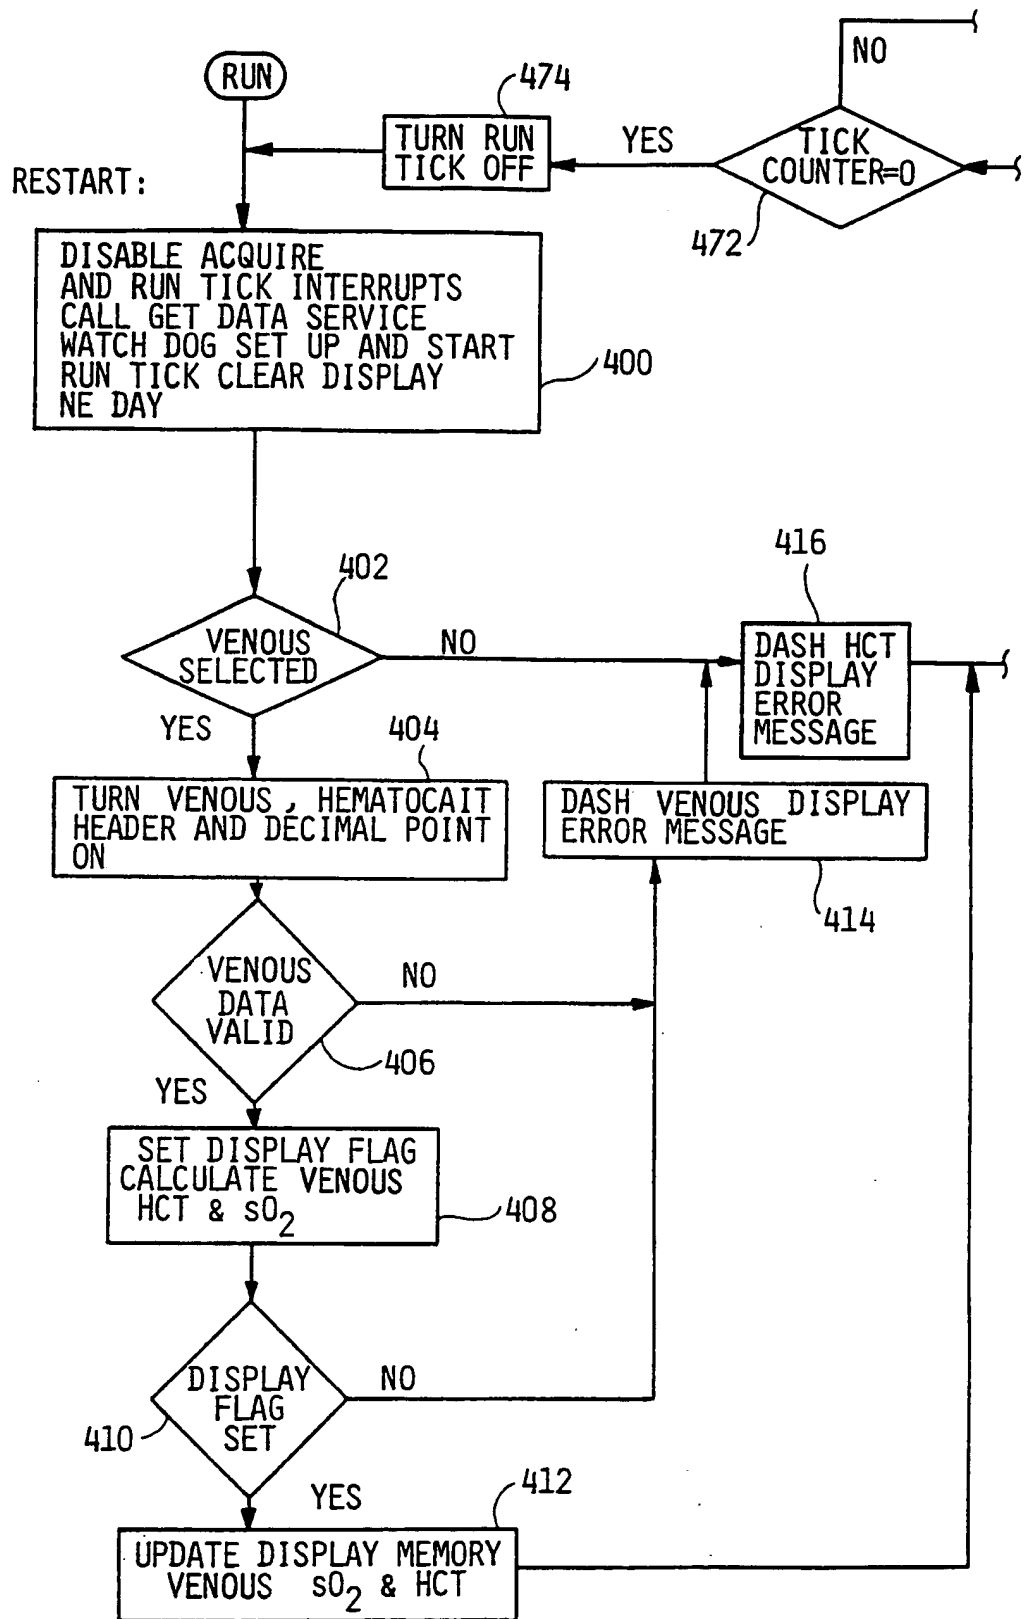 NO
RUN
474
TURN RUN
TICK OFF
YES
TICK
COUNTER=0
472
RESTART:
DISABLE ACQUIRE
AND RUN TICK INTERRUPTS
CALL GET DATA SERVICE
WATCH DOG SET UP AND START
RUN TICK CLEAR DISPLAY
NE DAY
400
402
VENOUS
SELECTED
NO
416
DASH HCT
DISPLAY
ERROR
MESSAGE
YES
404
TURN VENOUS, HEMATOCAIT
HEADER AND DECIMAL POINT
ON
DASH VENOUS DISPLAY
ERROR MESSAGE
414
VENOUS
DATA
VALID
NO
406
YES
SET DISPLAY FLAG
CALCULATE VENOUS
HCT & sO2
408
DISPLAY
FLAG
SET
NO
410
YES
412
UPDATE DISPLAY MEMORY
VENOUS sO2 & HCT